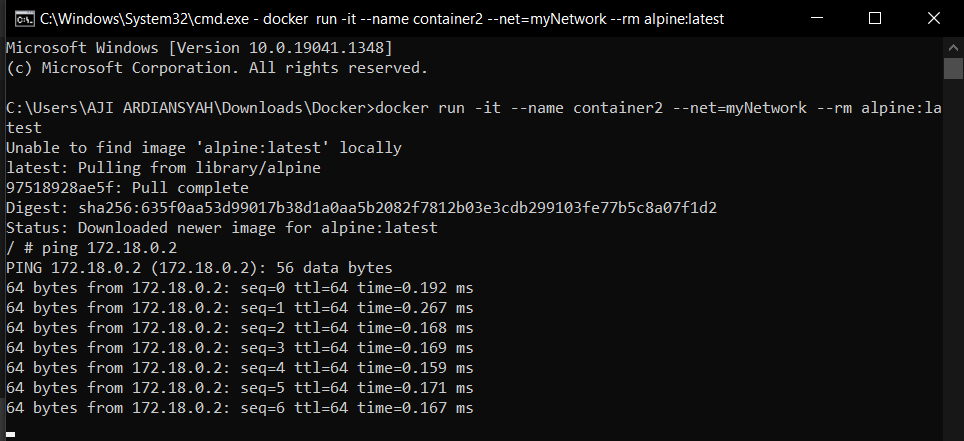 C:\Windows\System32\cmd.exe - docker  run -it --name container2 --net=myNetwork --rm alpine:latest
Microsoft Windows [Version 10.0.19041.1348]
(c) Microsoft Corporation. All rights reserved.
C:\Users\AJI ARDIANSYAH\Downloads\Docker>docker run -it --name container2 --net=myNetwork --rm alpine:la
test
Unable to find image 'alpine:latest' locally
latest: Pulling from library/alpine
97518928ae5f: Pull complete
Digest: sha256:635f0aa53d99017b38d1a0aa5b2082f7812b03e3cdb299103fe77b5c8a07f1d2
Status: Downloaded newer image for alpine:latest
/ # ping 172.18.0.2
PING 172.18.0.2 (172.18.0.2): 56 data bytes
64 bytes from 172.18.0.2: seq=0 ttl=64 time=0.192 ms
64 bytes from 172.18.0.2: seq=1 ttl=64 time=0.267 ms
64 bytes from 172.18.0.2: seq=2 ttl=64 time=0.168 ms
64 bytes from 172.18.0.2: seq=3 ttl=64 time=0.169 ms
64 bytes from 172.18.0.2: seq=4 ttl=64 time=0.159 ms
64 bytes from 172.18.0.2: seq=5 ttl=64 time=0.171 ms
64 bytes from 172.18.0.2: seq=6 ttl=64 time=0.167 ms